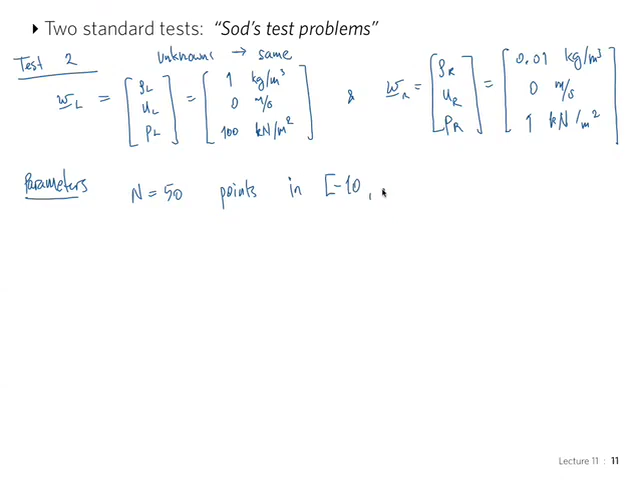 ‣ Two standard tests: "Sod's test problems"
Test 2 unknowns → same
w_L = [ρ_L u_L p_L] = [1 kg/m³ 0 m/s 100 kN/m²] & w_R = [ρ_R u_R p_R] = [0.01 kg/m³ 0 m/s 1 kN/m²]
Parameters N = 50 points in [-10,
Lecture 11 : 11